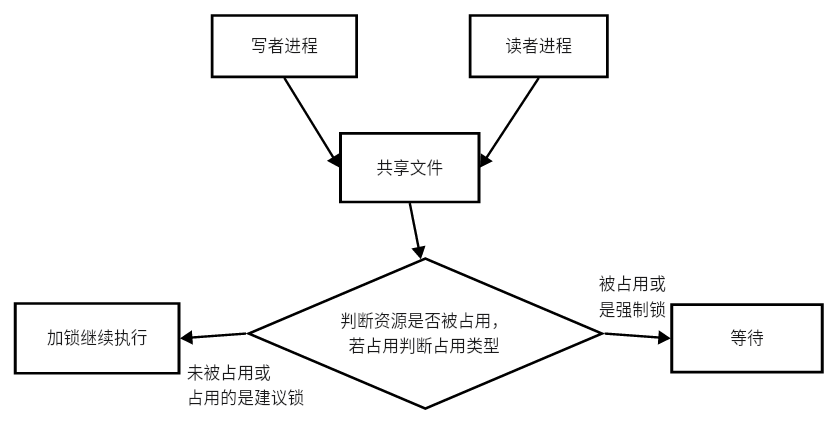 写者进程
读者进程
共享文件
判断资源是否被占用，
若占用判断占用类型
被占用或
是强制锁
加锁继续执行
等待
未被占用或
占用的是建议锁